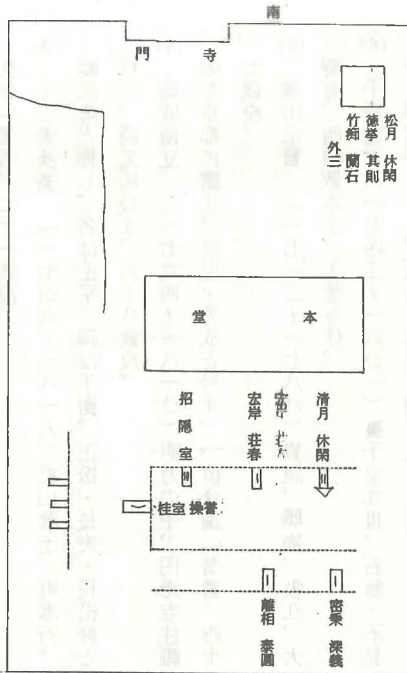 南
寺門
松月 休閑
徳挙 其則
竹痴 蘭石
外三
本堂
清月 休閑
宏岸 荘春
招隠室
桂室 操誉
密乗 深義
離相 泰圓